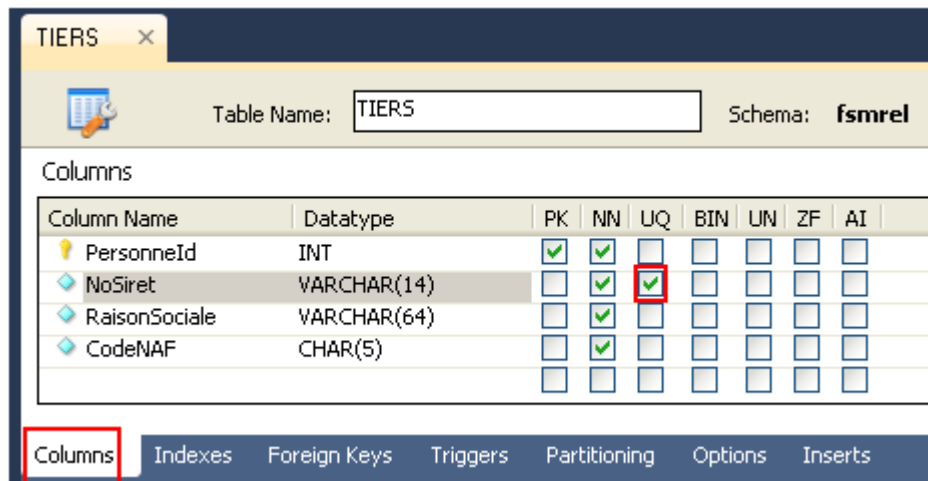 TIERS ×
Table Name: TIERS Schema: fsmrel
Columns
Column Name Datatype PK NN UQ BIN UN ZF AI
PersonneId INT
NoSiret VARCHAR(14)
RaisonSociale VARCHAR(64)
CodeNAF CHAR(5)
Columns Indexes Foreign Keys Triggers Partitioning Options Inserts